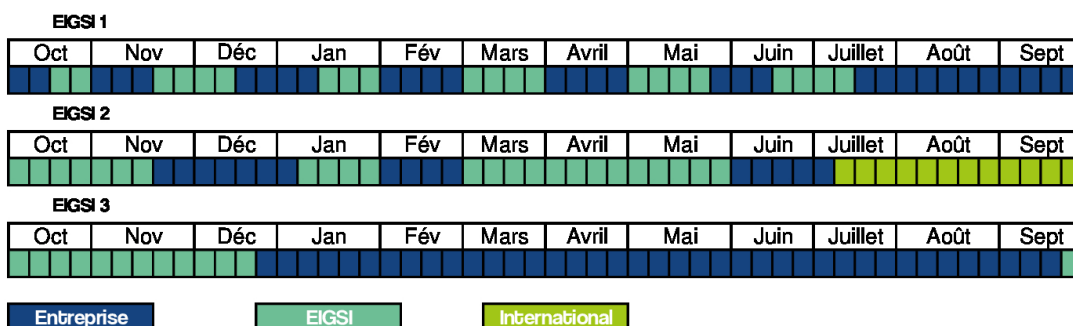 EIGSI 1
Oct Nov Déc Jan Fév Mars Avril Mai Juin Juillet Août Sept
EIGSI 2
Oct Nov Déc Jan Fév Mars Avril Mai Juin Juillet Août Sept
EIGSI 3
Oct Nov Déc Jan Fév Mars Avril Mai Juin Juillet Août Sept
Entreprise EIGSI International